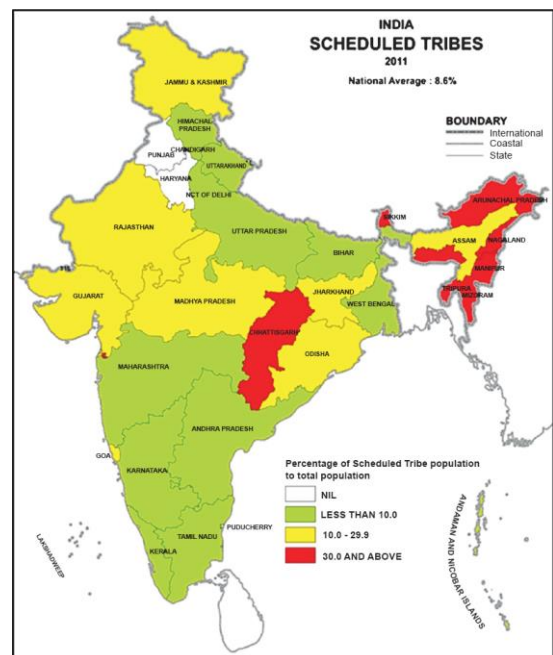 INDIA
SCHEDULED TRIBES
2011
National Average : 8.6%
BOUNDARY
International
Coastal
State
JAMMU & KASHMIR
HIMACHAL
PRADESH
CHANDIGARH
PUNJAB
UTTARAKHAND
HARYANA
NCT OF DELHI
RAJASTHAN
UTTAR PRADESH
BIHAR
SIKKIM
ARUNACHAL PRADESH
ASSAM
NAGALAND
MANIPUR
TRIPURA
MIZORAM
GUJARAT
MADHYA PRADESH
JHARKHAND
WEST BENGAL
CHHATTISGARH
ODISHA
MAHARASHTRA
ANDHRA PRADESH
GOA
KARNATAKA
TAMIL NADU
PUDUCHERRY
KERALA
LAKSHADWEEP
ANDAMAN AND NICOBAR ISLANDS
Percentage of Scheduled Tribe population
to total population
NIL
LESS THAN 10.0
10.0 - 29.9
30.0 AND ABOVE